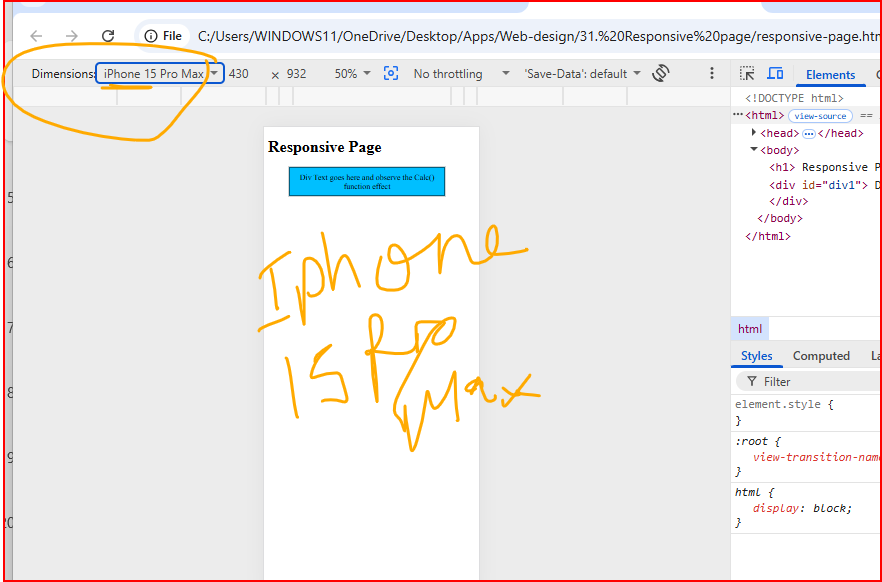 File C:/Users/WINDOWS11/OneDrive/Desktop/Apps/Web-design/31.%20Responsive%20page/responsive-page.htm
Dimensions: iPhone 15 Pro Max 430 × 932 50% No throttling 'Save-Data': default
Elements
Responsive Page
Div Text goes here and observe the Calc()
function effect
Iphone
15 Pro
Max
<!DOCTYPE html>
<html> view-source ==
<head> </head>
<body>
<h1> Responsive P
<div id="div1"> D
</div>
</body>
</html>
html
Styles Computed La
Filter
element.style {
}
:root {
view-transition-name
}
html {
display: block;
}
5
6
7
8
9
20